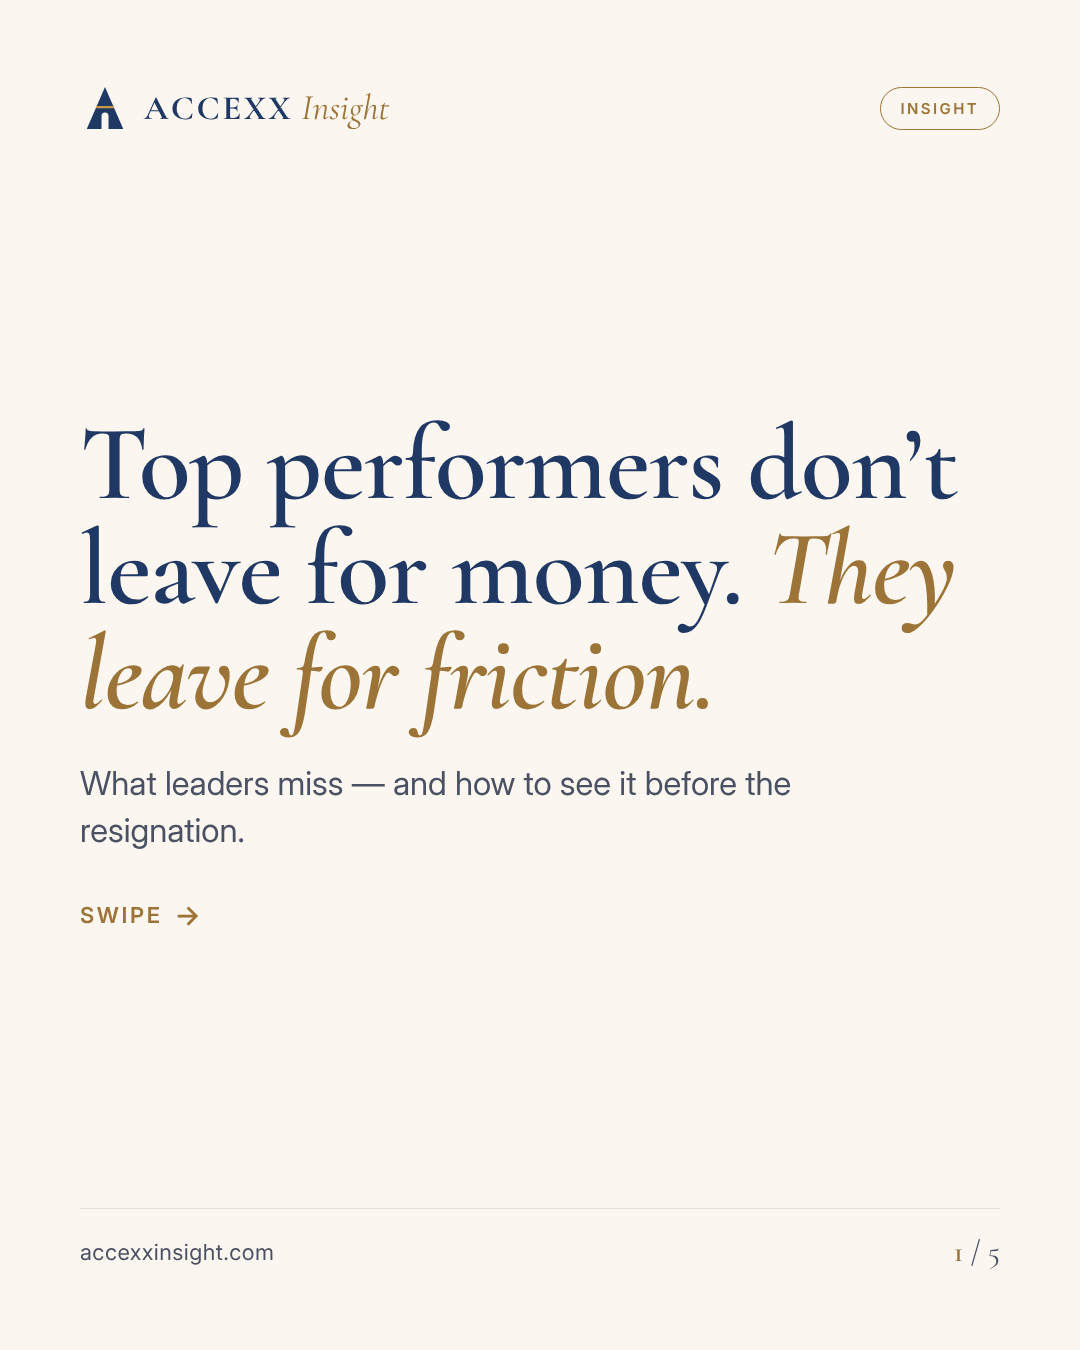 ACCEXX Insight
INSIGHT
Top performers don’t
leave for money. They
leave for friction.
What leaders miss — and how to see it before the
resignation.
SWIPE →
accexxinsight.com
1 / 5